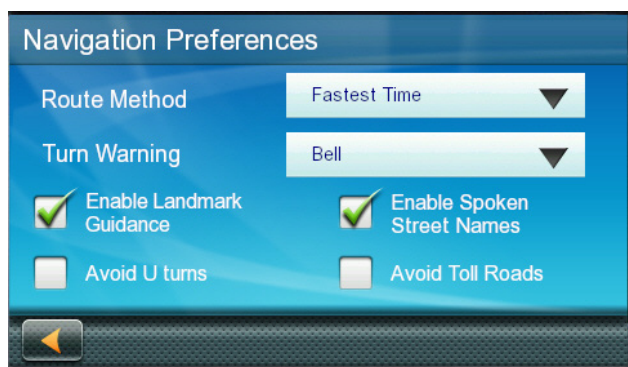 Navigation Preferences
Route Method
Fastest Time
Turn Warning
Bell
Enable Landmark
Guidance
Enable Spoken
Street Names
Avoid U turns
Avoid Toll Roads